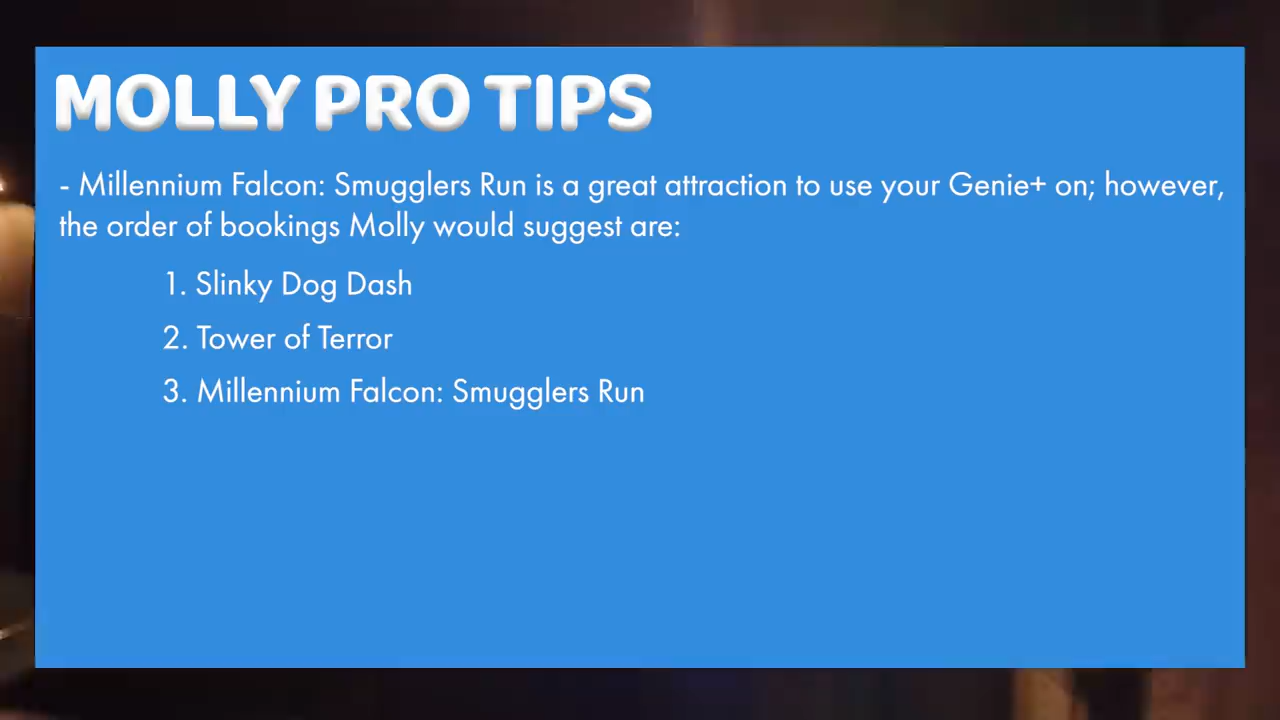 MOLLY PRO TIPS
- Millennium Falcon: Smugglers Run is a great attraction to use your Genie+ on; however,
the order of bookings Molly would suggest are:
1. Slinky Dog Dash
2. Tower of Terror
3. Millennium Falcon: Smugglers Run